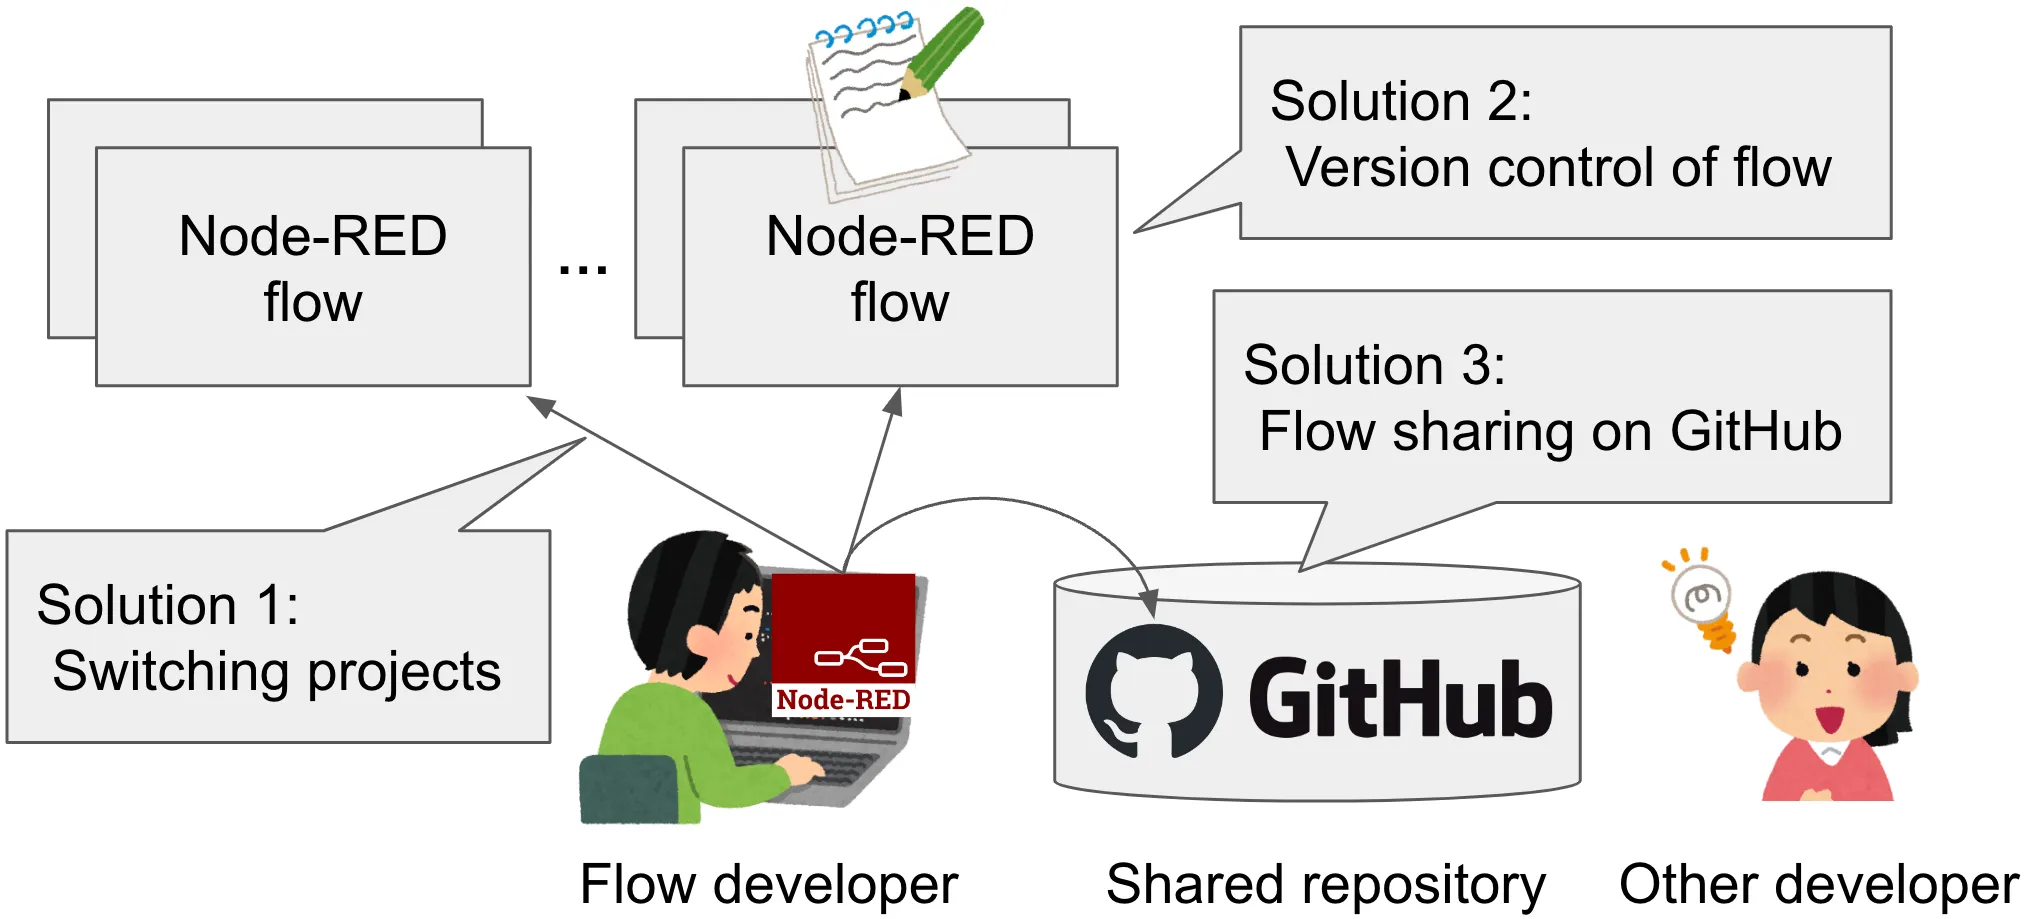 Solution 2:
Version control of flow
Node-RED
flow
...
Node-RED
flow
Solution 3:
Flow sharing on GitHub
Solution 1:
Switching projects
Node-RED
GitHub
Flow developer
Shared repository
Other developer